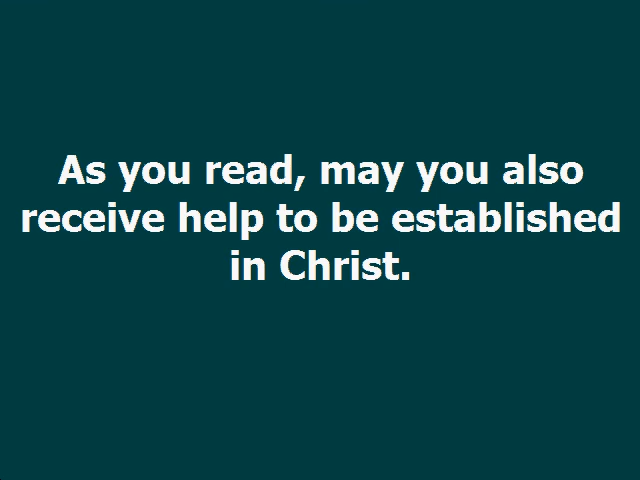 As you read, may you also
receive help to be established
in Christ.